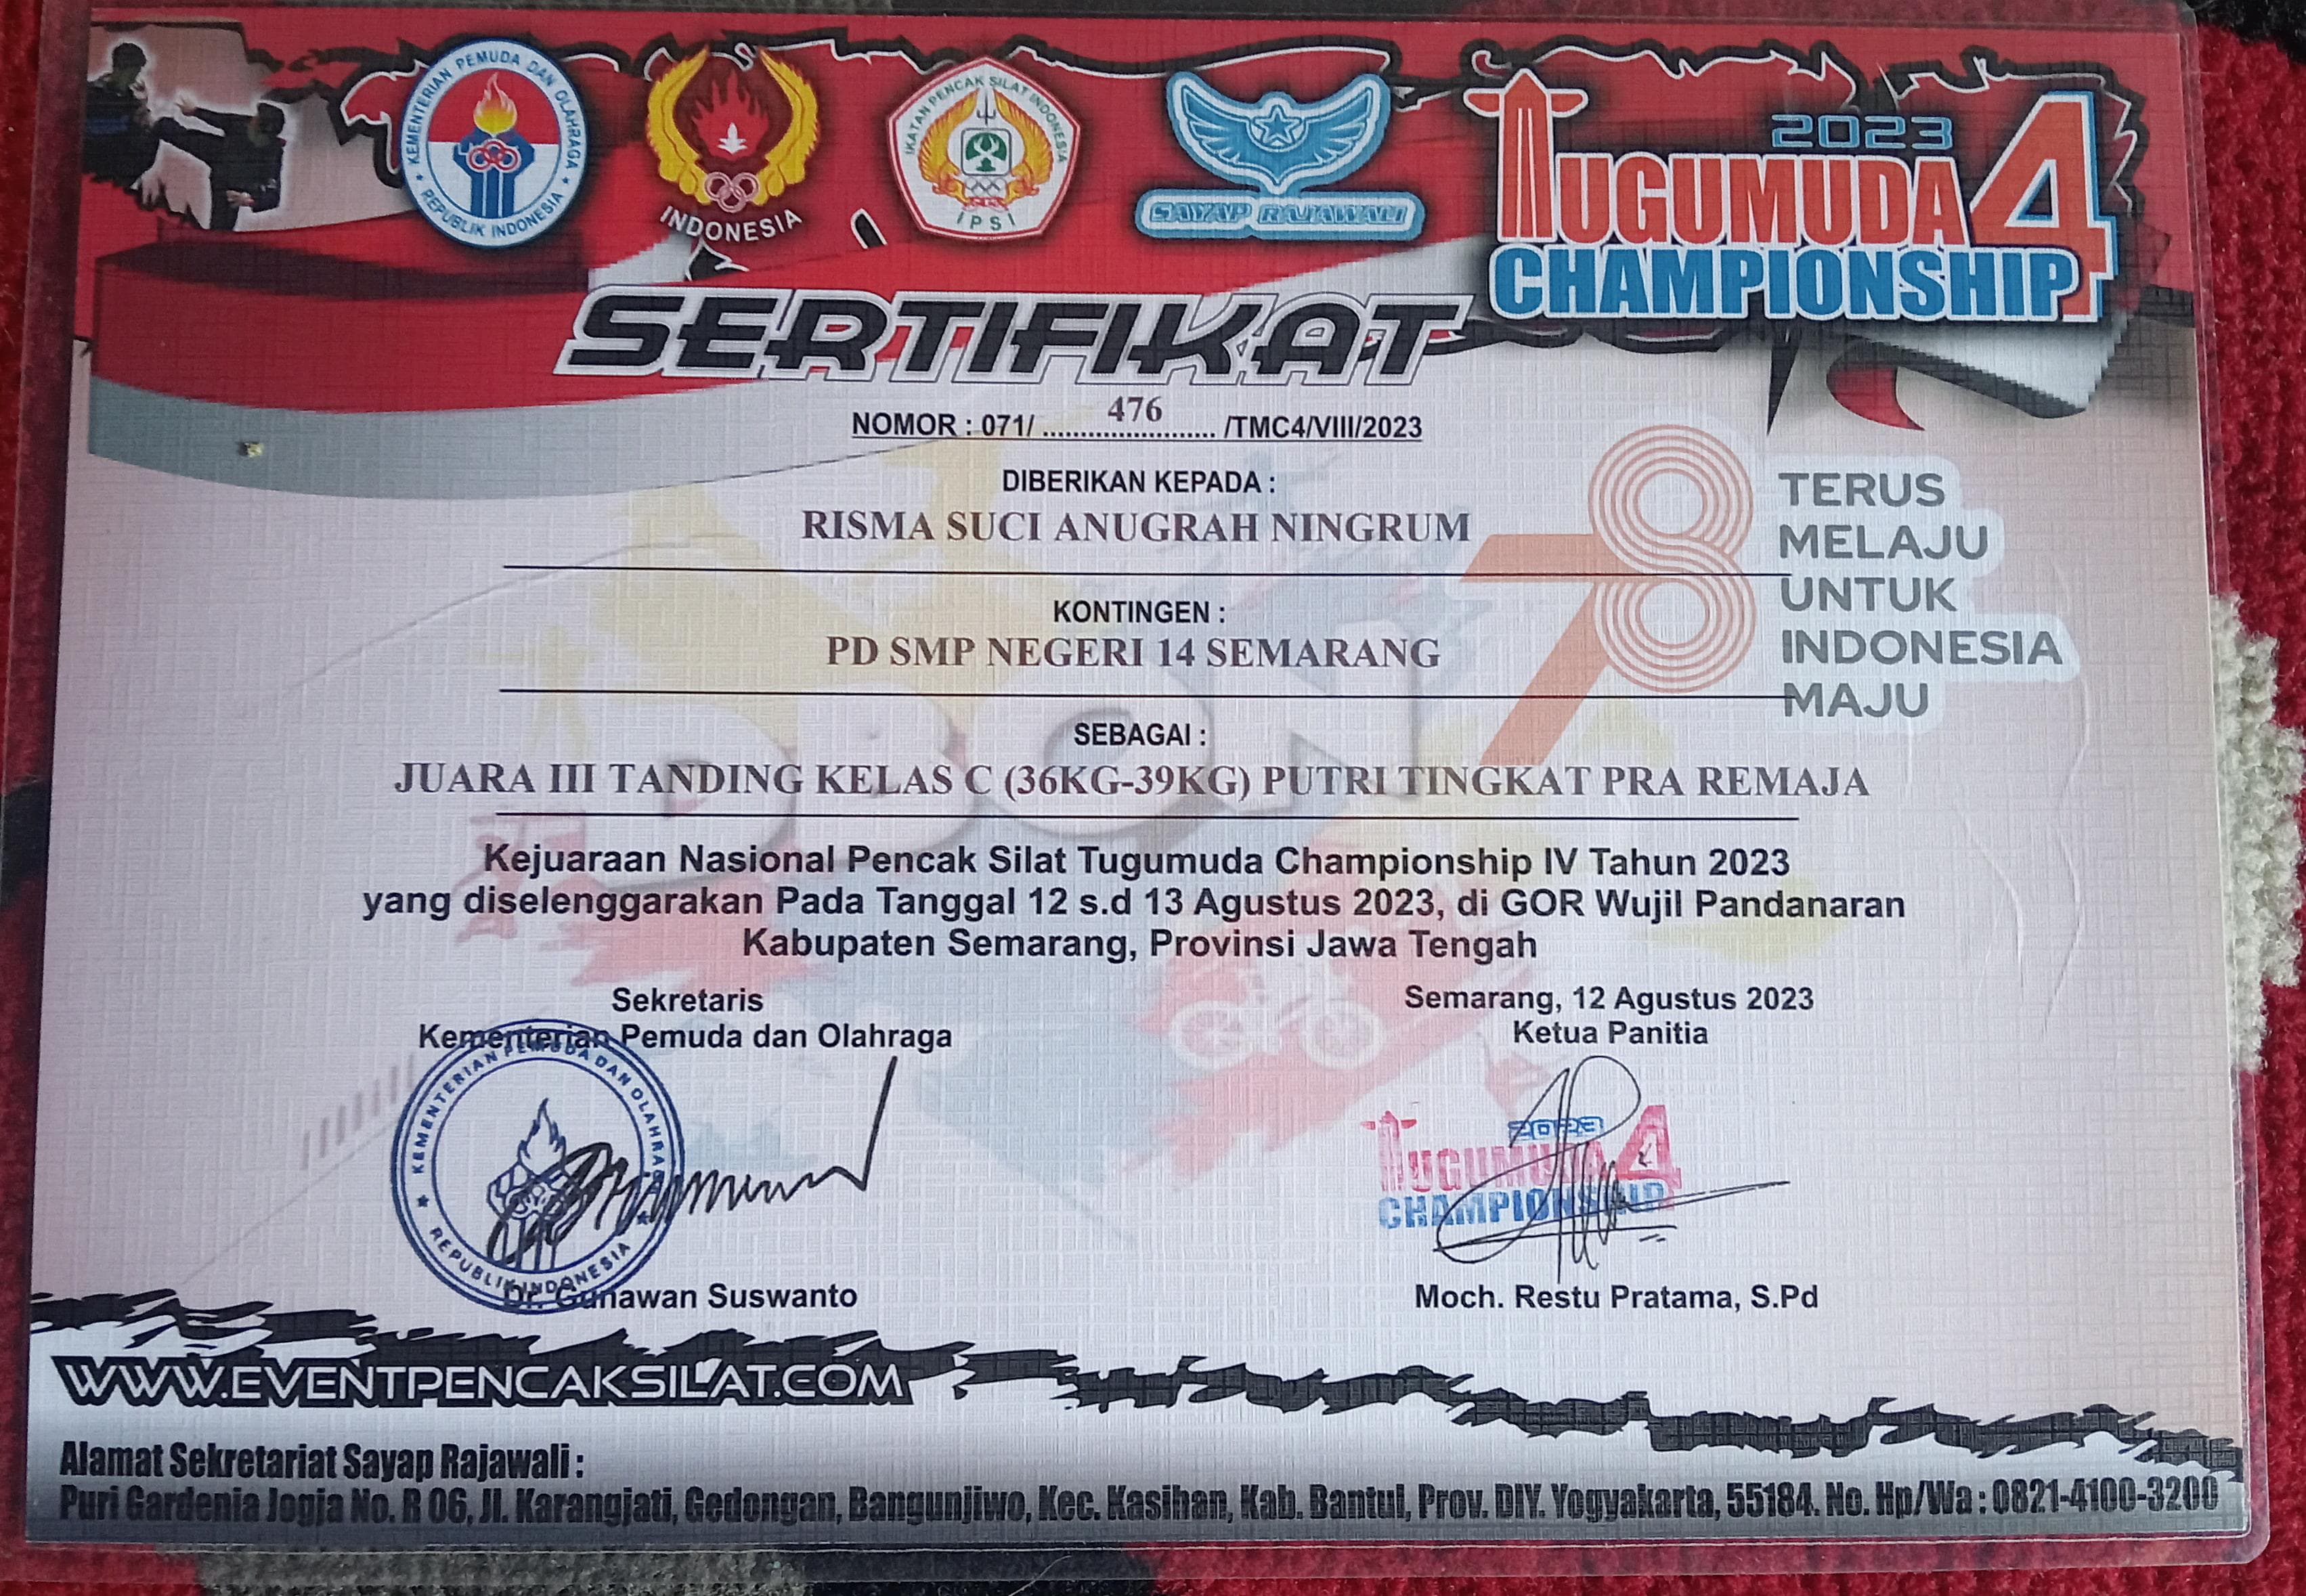 KEMENTERIAN PEMUDA DAN OLAHRAGA
REPUBLIK INDONESIA
INDONESIA
IKATAN PENCAK SILAT INDONESIA
IPSI
SAYAP RAJAWALI
2023
TUGUMUDA 4
CHAMPIONSHIP
SERTIFIKAT
NOMOR : 071/ ........476........ /TMC4/VIII/2023
DIBERIKAN KEPADA :
RISMA SUCI ANUGRAH NINGRUM
KONTINGEN :
PD SMP NEGERI 14 SEMARANG
78
TERUS
MELAJU
UNTUK
INDONESIA
MAJU
DBON
SEBAGAI :
JUARA III TANDING KELAS C (36KG-39KG) PUTRI TINGKAT PRA REMAJA
Kejuaraan Nasional Pencak Silat Tugumuda Championship IV Tahun 2023
yang diselenggarakan Pada Tanggal 12 s.d 13 Agustus 2023, di GOR Wujil Pandanaran
Kabupaten Semarang, Provinsi Jawa Tengah
Sekretaris
Kementerian Pemuda dan Olahraga
KEMENTERIAN PEMUDA DAN OLAHRAGA
REPUBLIK INDONESIA
Dr. Gunawan Suswanto
Semarang, 12 Agustus 2023
Ketua Panitia
2023
TUGUMUDA 4
CHAMPIONSHIP
Moch. Restu Pratama, S.Pd
WWW.EVENTPENCAKSILAT.COM
Alamat Sekretariat Sayap Rajawali :
Puri Gardenia Jogja No. R 06, Jl. Karangjati, Gedongan, Bangunjiwo, Kec. Kasihan, Kab. Bantul, Prov. DIY. Yogyakarta, 55184. No. Hp/Wa : 0821-4100-3200